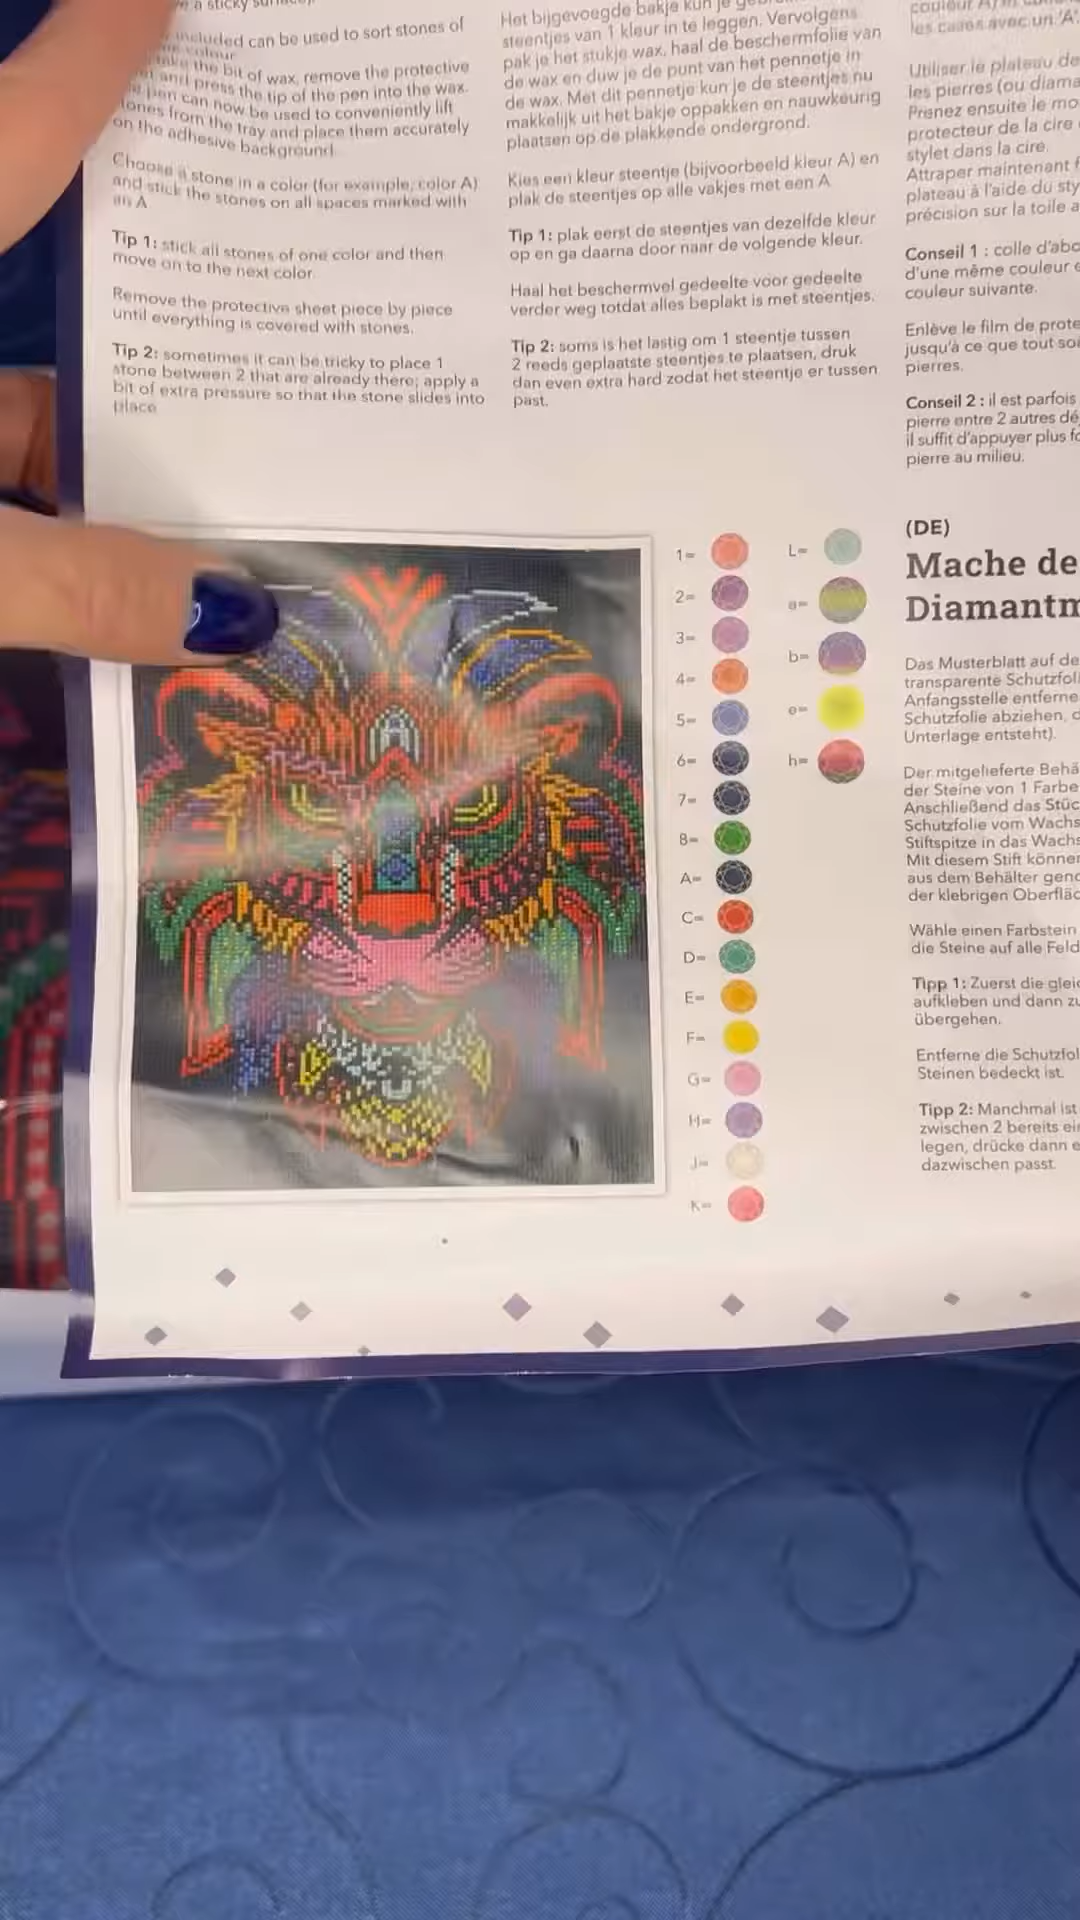 e a sticky
included can be used to sort stones of
colour
take the bit of wax, remove the protective
and press the tip of the pen into the wax.
pen can now be used to conveniently lift
stones from the tray and place them accurately
on the adhesive background.
Choose a stone in a color (for example, color A)
and stick the stones on all spaces marked with
an A
Tip 1: stick all stones of one color and then
move on to the next color.
Remove the protective sheet piece by piece
until everything is covered with stones.
Tip 2: sometimes it can be tricky to place 1
stone between 2 that are already there; apply a
bit of extra pressure so that the stone slides into
place
Het bijgevoegde bakje kun je
steentjes van 1 kleur in te leggen. Vervolgens
pak je het stukje wax, haal de beschermfolie van
de wax en duw je de punt van het pennetje in
de wax. Met dit pennetje kun je de steentjes nu
makkelijk uit het bakje oppakken en nauwkeurig
plaatsen op de plakkende ondergrond.
Kies een kleur steentje (bijvoorbeeld kleur A) en
plak de steentjes op alle vakjes met een A
Tip 1: plak eerst de steentjes van dezelfde kleur
op en ga daarna door naar de volgende kleur.
Haal het beschermvel gedeelte voor gedeelte
verder weg totdat alles beplakt is met steentjes.
Tip 2: soms is het lastig om 1 steentje tussen
2 reeds geplaatste steentjes te plaatsen, druk
dan even extra hard zodat het steentje er tussen
past.
couleur A)
les cases avec un 'A'.
Utiliser le plateau de
les pierres (ou diama
Prenez ensuite le mo
protecteur de la cire
stylet dans la cire.
Attraper maintenant
plateau à l'aide du sty
précision sur la toile a
Conseil 1 : colle d'abo
d'une même couleur e
couleur suivante.
Enlève le film de prote
jusqu'à ce que tout soi
pierres.
Conseil 2 : il est parfois
pierre entre 2 autres dé
il suffit d'appuyer plus fo
pierre au milieu.
1=
2=
3=
4=
5=
6=
7=
8=
A=
C=
D=
E=
F=
G=
H=
J=
K=
L=
a=
b=
e=
h=
(DE)
Mache de
Diamantm
Das Musterblatt auf de
transparente Schutzfoli
Anfangsstelle entferne
Schutzfolie abziehen, d
Unterlage entsteht).
Der mitgelieferte Behä
der Steine von 1 Farbe
Anschließend das Stüc
Schutzfolie vom Wachs
Stiftspitze in das Wachs
Mit diesem Stift können
aus dem Behälter geno
der klebrigen Oberfläc
Wähle einen Farbstein
die Steine auf alle Feld
Tipp 1: Zuerst die gleic
aufkleben und dann zu
übergehen.
Entferne die Schutzfol
Steinen bedeckt ist.
Tipp 2: Manchmal ist
zwischen 2 bereits ein
legen, drücke dann e
dazwischen passt.